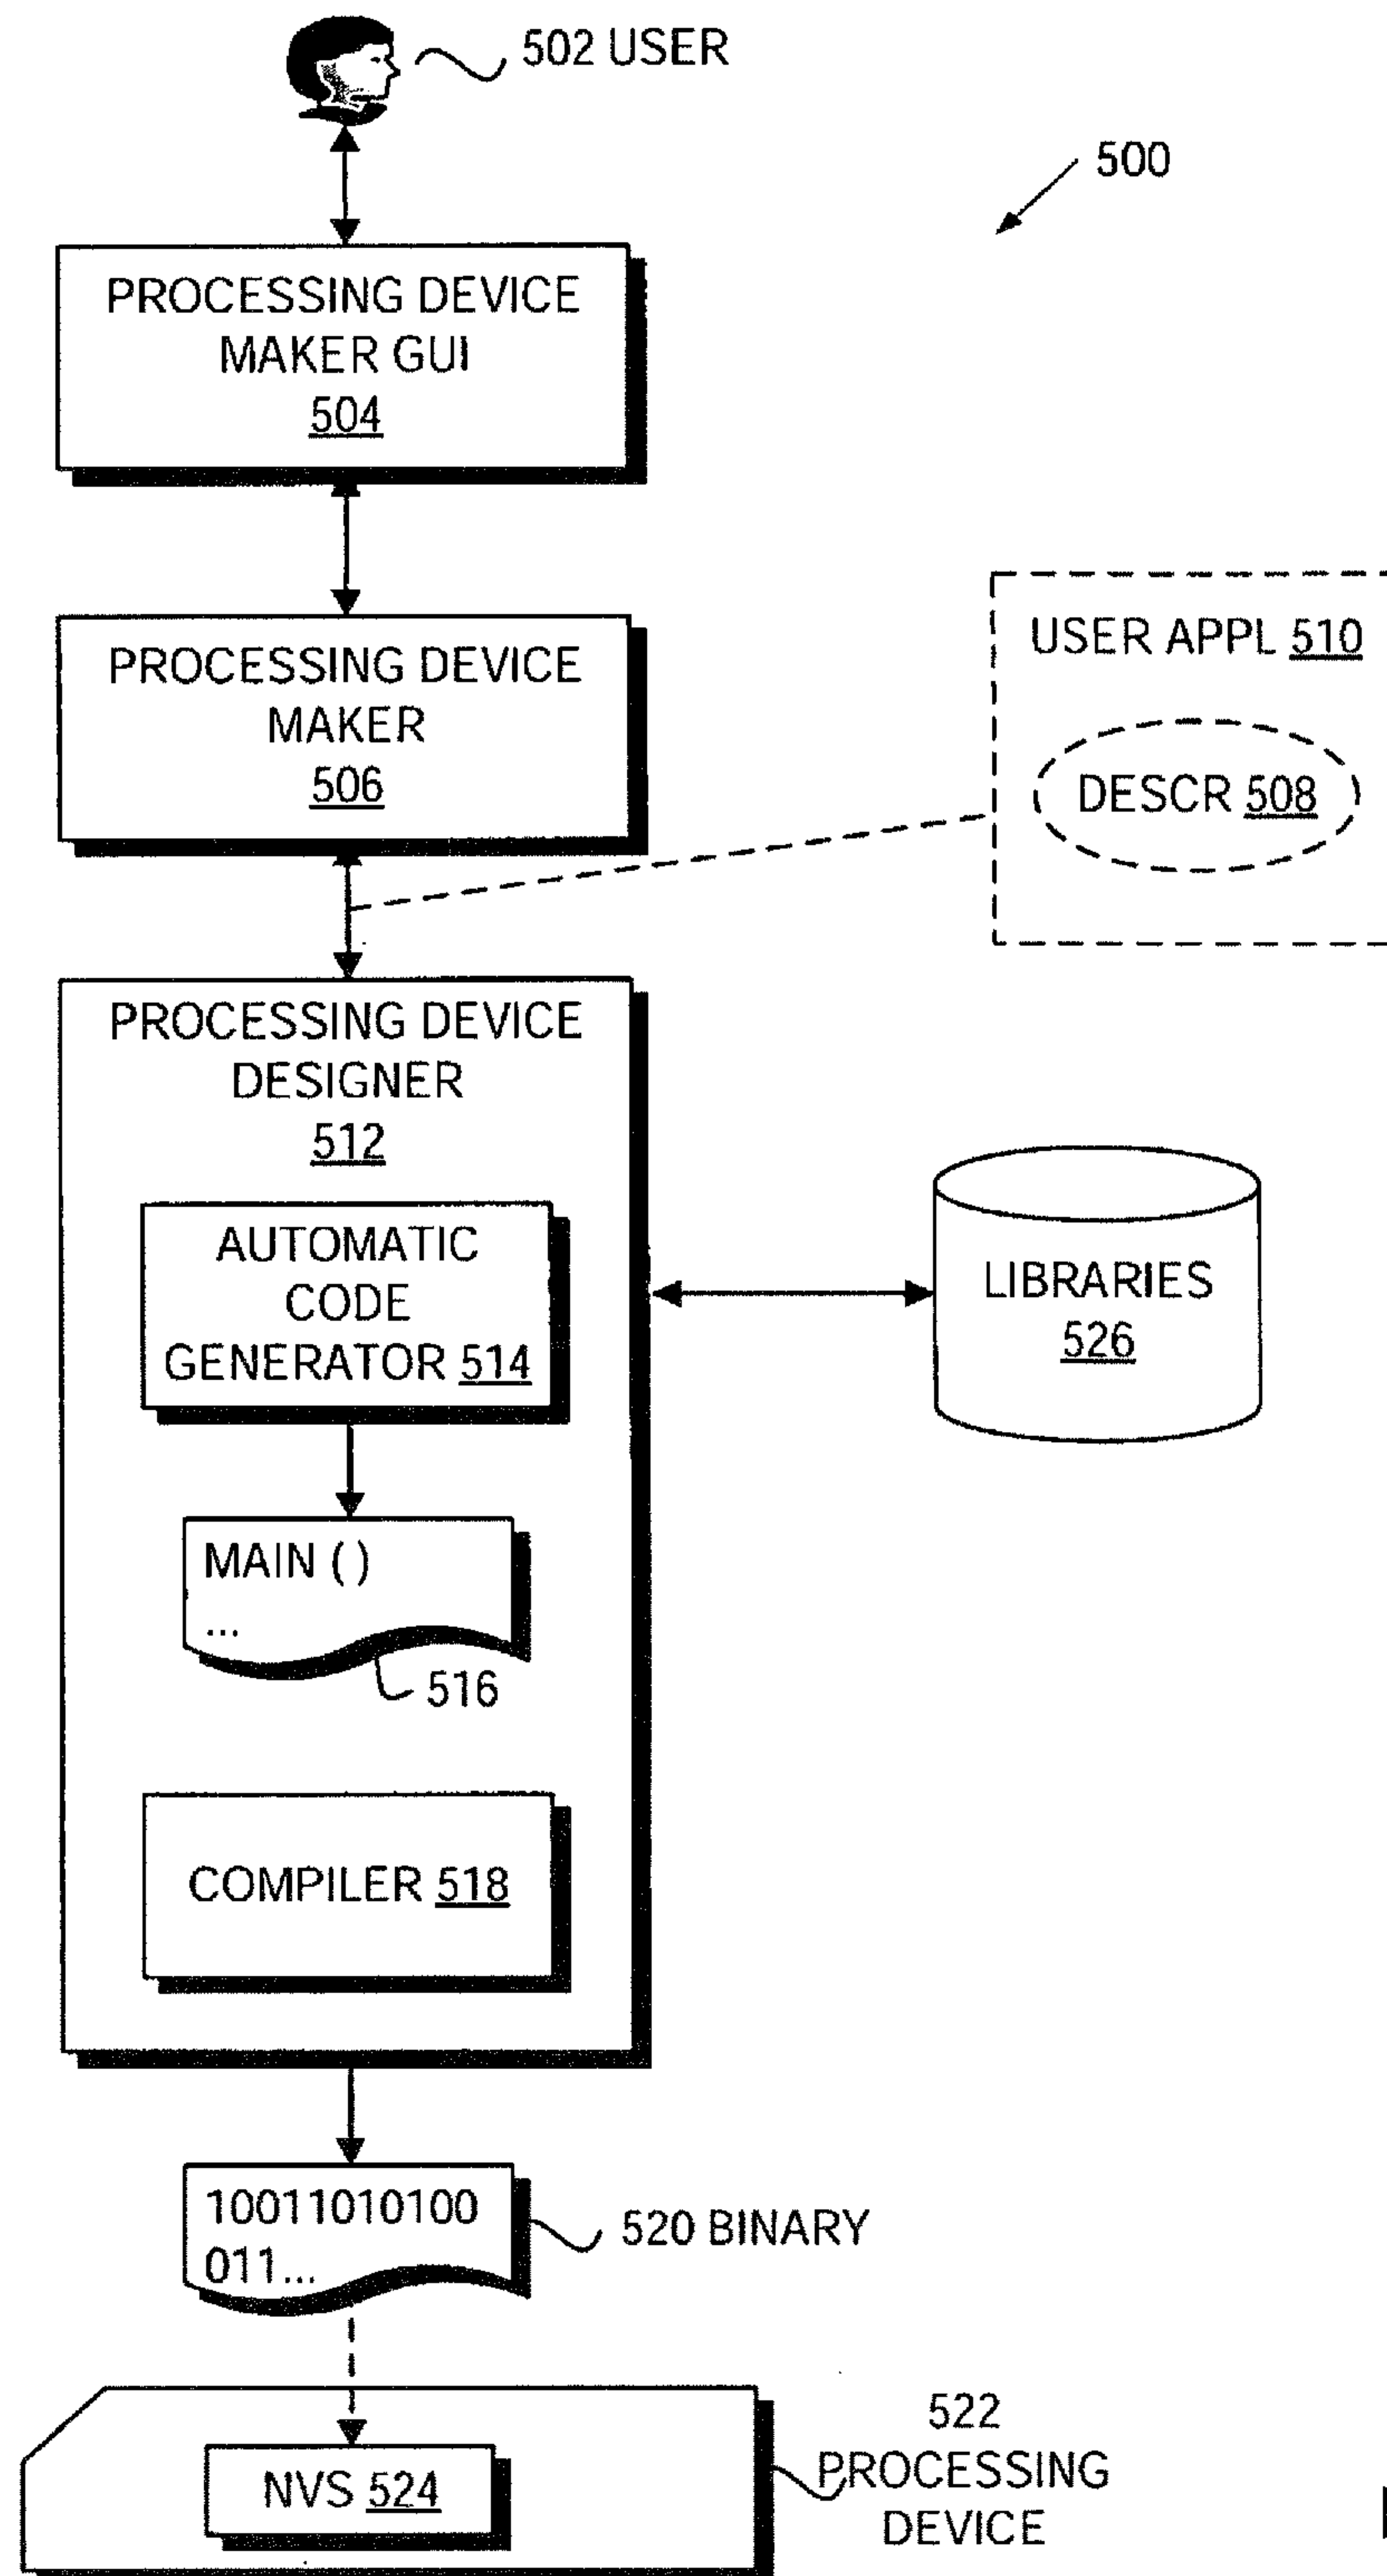 502 USER
500
PROCESSING DEVICE
MAKER GUI
504
PROCESSING DEVICE
MAKER
506
USER APPL 510
DESCR 508
PROCESSING DEVICE
DESIGNER
512
AUTOMATIC
CODE
GENERATOR 514
LIBRARIES
526
MAIN ( )
...
516
COMPILER 518
10011010100
011...
520 BINARY
522
PROCESSING
DEVICE
NVS 524